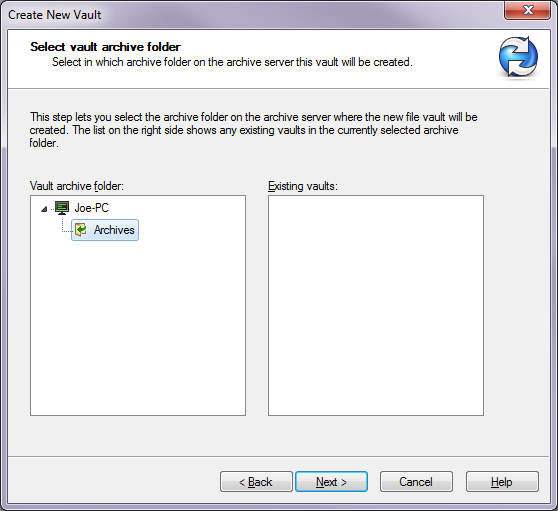 Create New Vault
Select vault archive folder
Select in which archive folder on the archive server this vault will be created.
This step lets you select the archive folder on the archive server where the new file vault will be
created. The list on the right side shows any existing vaults in the currently selected archive
folder.
Vault archive folder:
Existing vaults:
Joe-PC
Archives
< Back
Next >
Cancel
Help